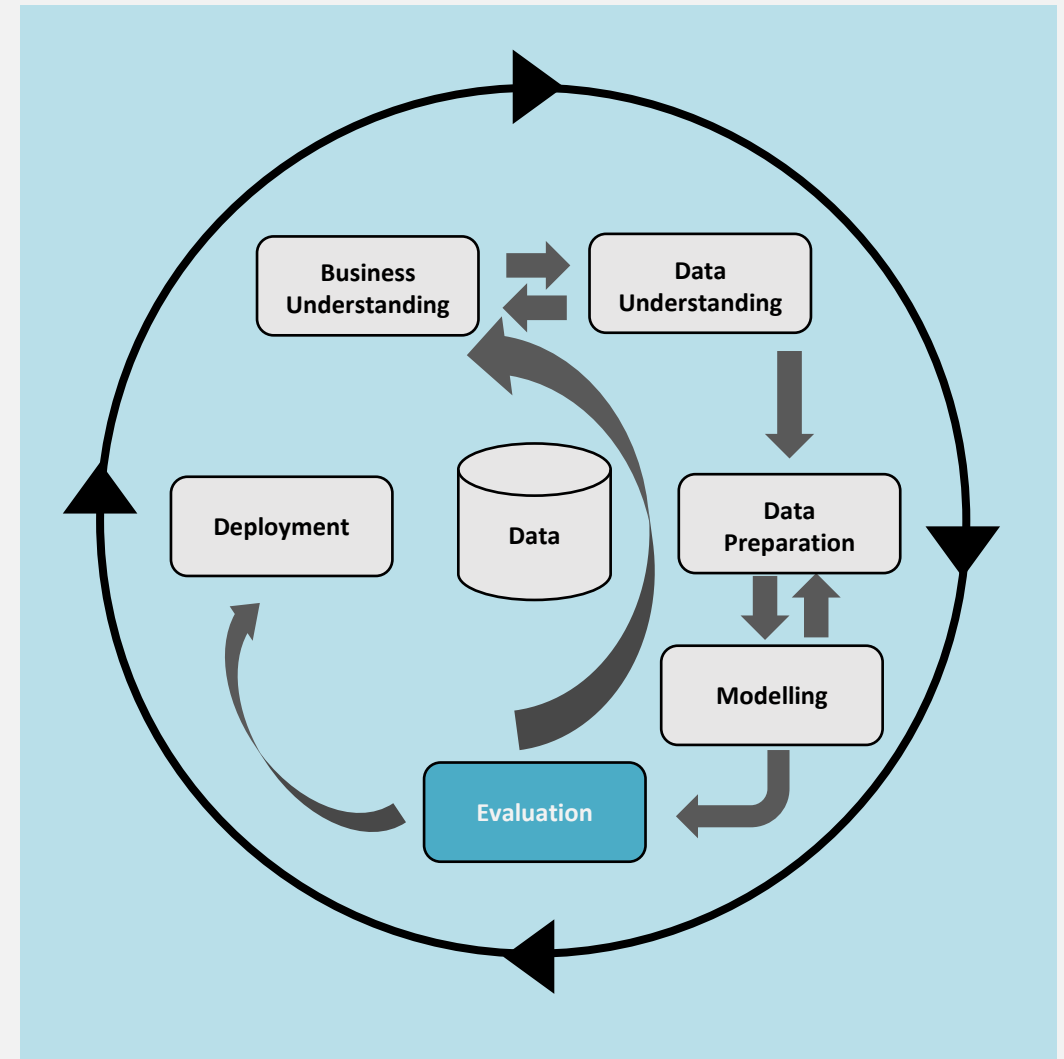 Business
Understanding
Data
Understanding
Deployment
Data
Data
Preparation
Modelling
Evaluation